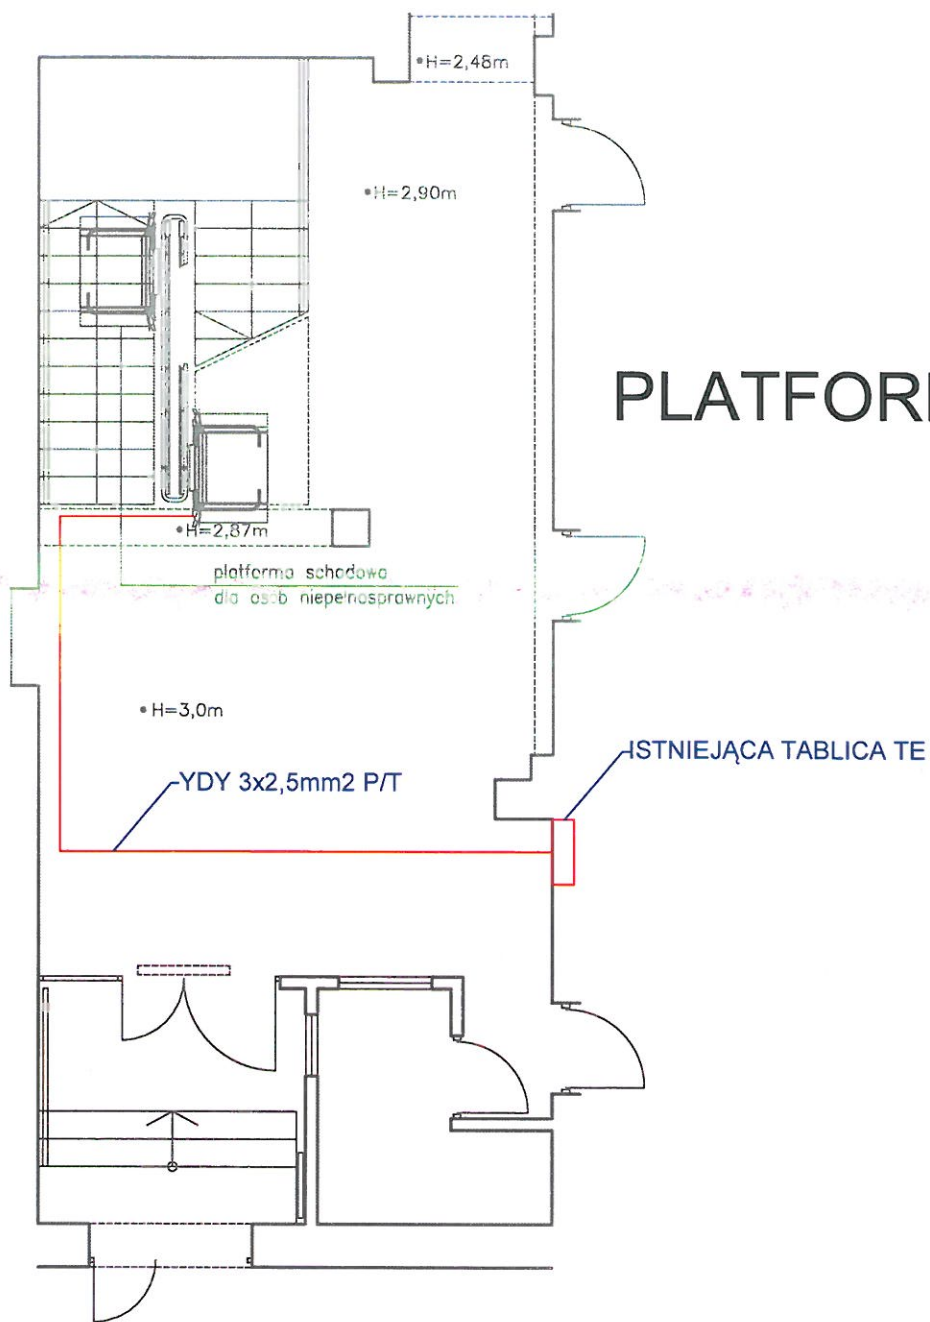 H=2,48m
H=2,90m
PLATFOR
H=2,87m
platforma schodowa
dla osób niepełnosprawnych
H=3,0m
ISTNIEJĄCA TABLICA TE
YDY 3x2,5mm2 P/T